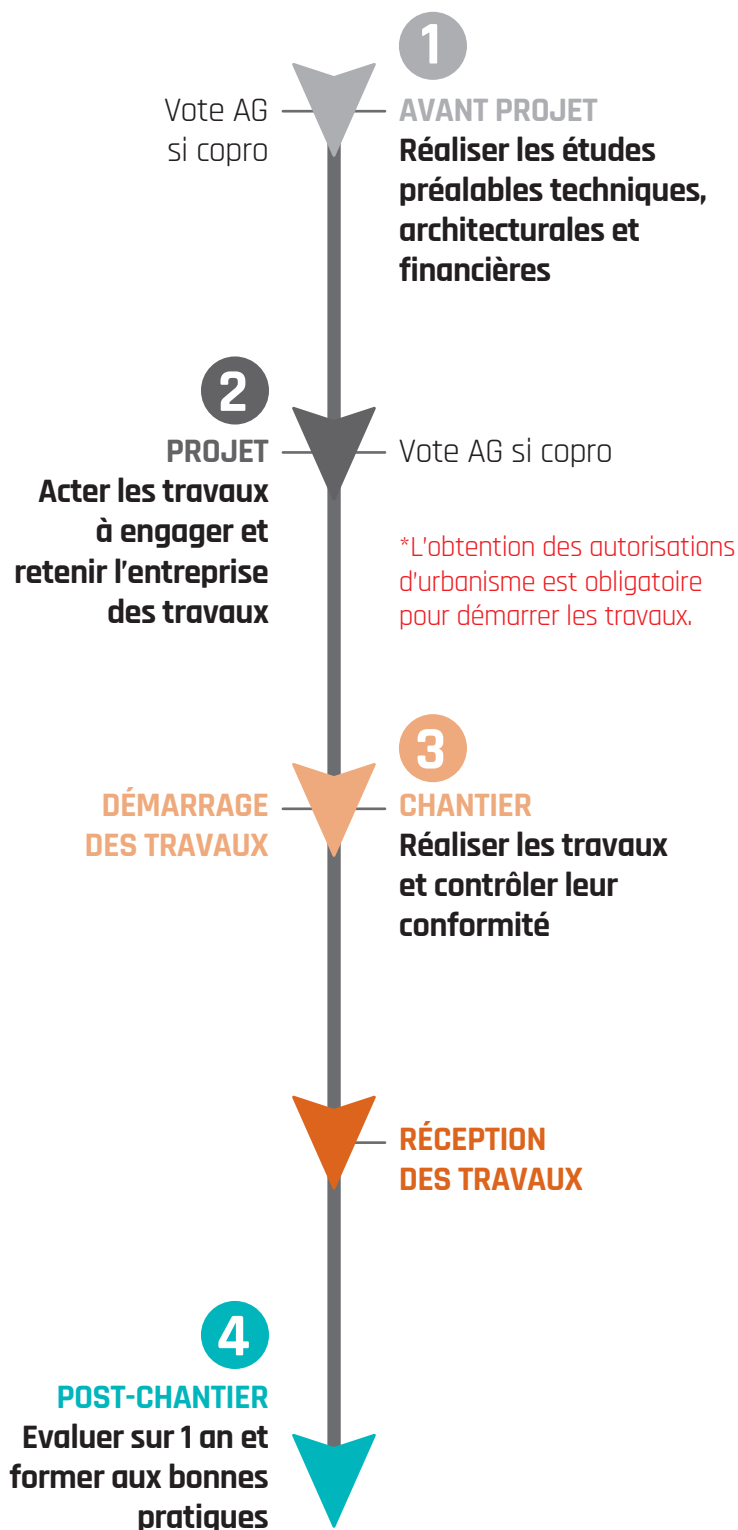 1
Vote AG
si copro
AVANT PROJET
Réaliser les études
préalables techniques,
architecturales et
financières
2
PROJET
Acter les travaux
à engager et
retenir l’entreprise
des travaux
Vote AG si copro
*L’obtention des autorisations
d’urbanisme est obligatoire
pour démarrer les travaux.
3
DÉMARRAGE
DES TRAVAUX
CHANTIER
Réaliser les travaux
et contrôler leur
conformité
RÉCEPTION
DES TRAVAUX
4
POST-CHANTIER
Evaluer sur 1 an et
former aux bonnes
pratiques